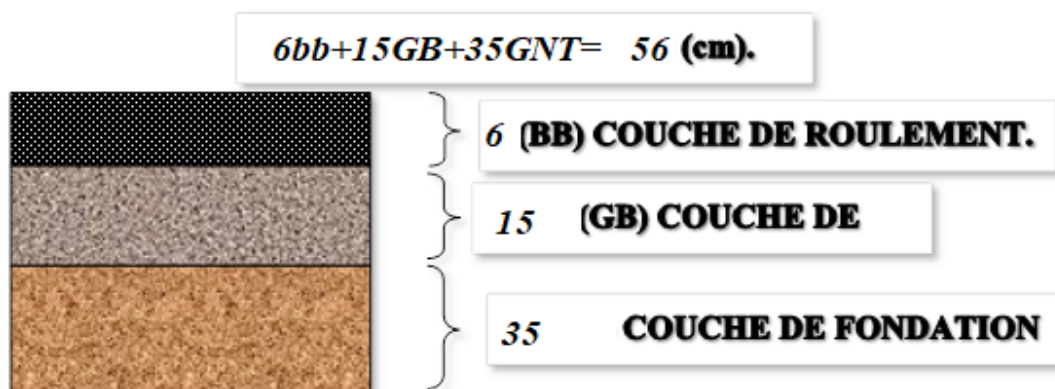 6bb+15GB+35GNT= 56 (cm).
6 (BB) COUCHE DE ROULEMENT.
15 (GB) COUCHE DE
35 COUCHE DE FONDATION